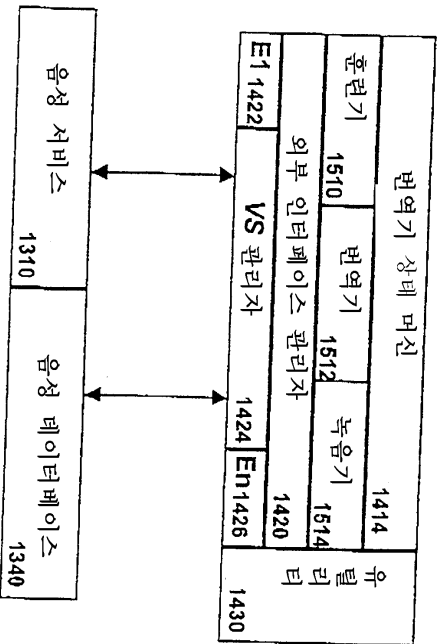 번역기 상태 머신 1414
훈련기 1510
번역기 1512
녹음기 1514
외부 인터페이스 관리자 1420
E1 1422
VS 관리자 1424
En 1426
유틸리티 1430
음성 서비스 1310
음성 데이터베이스 1340